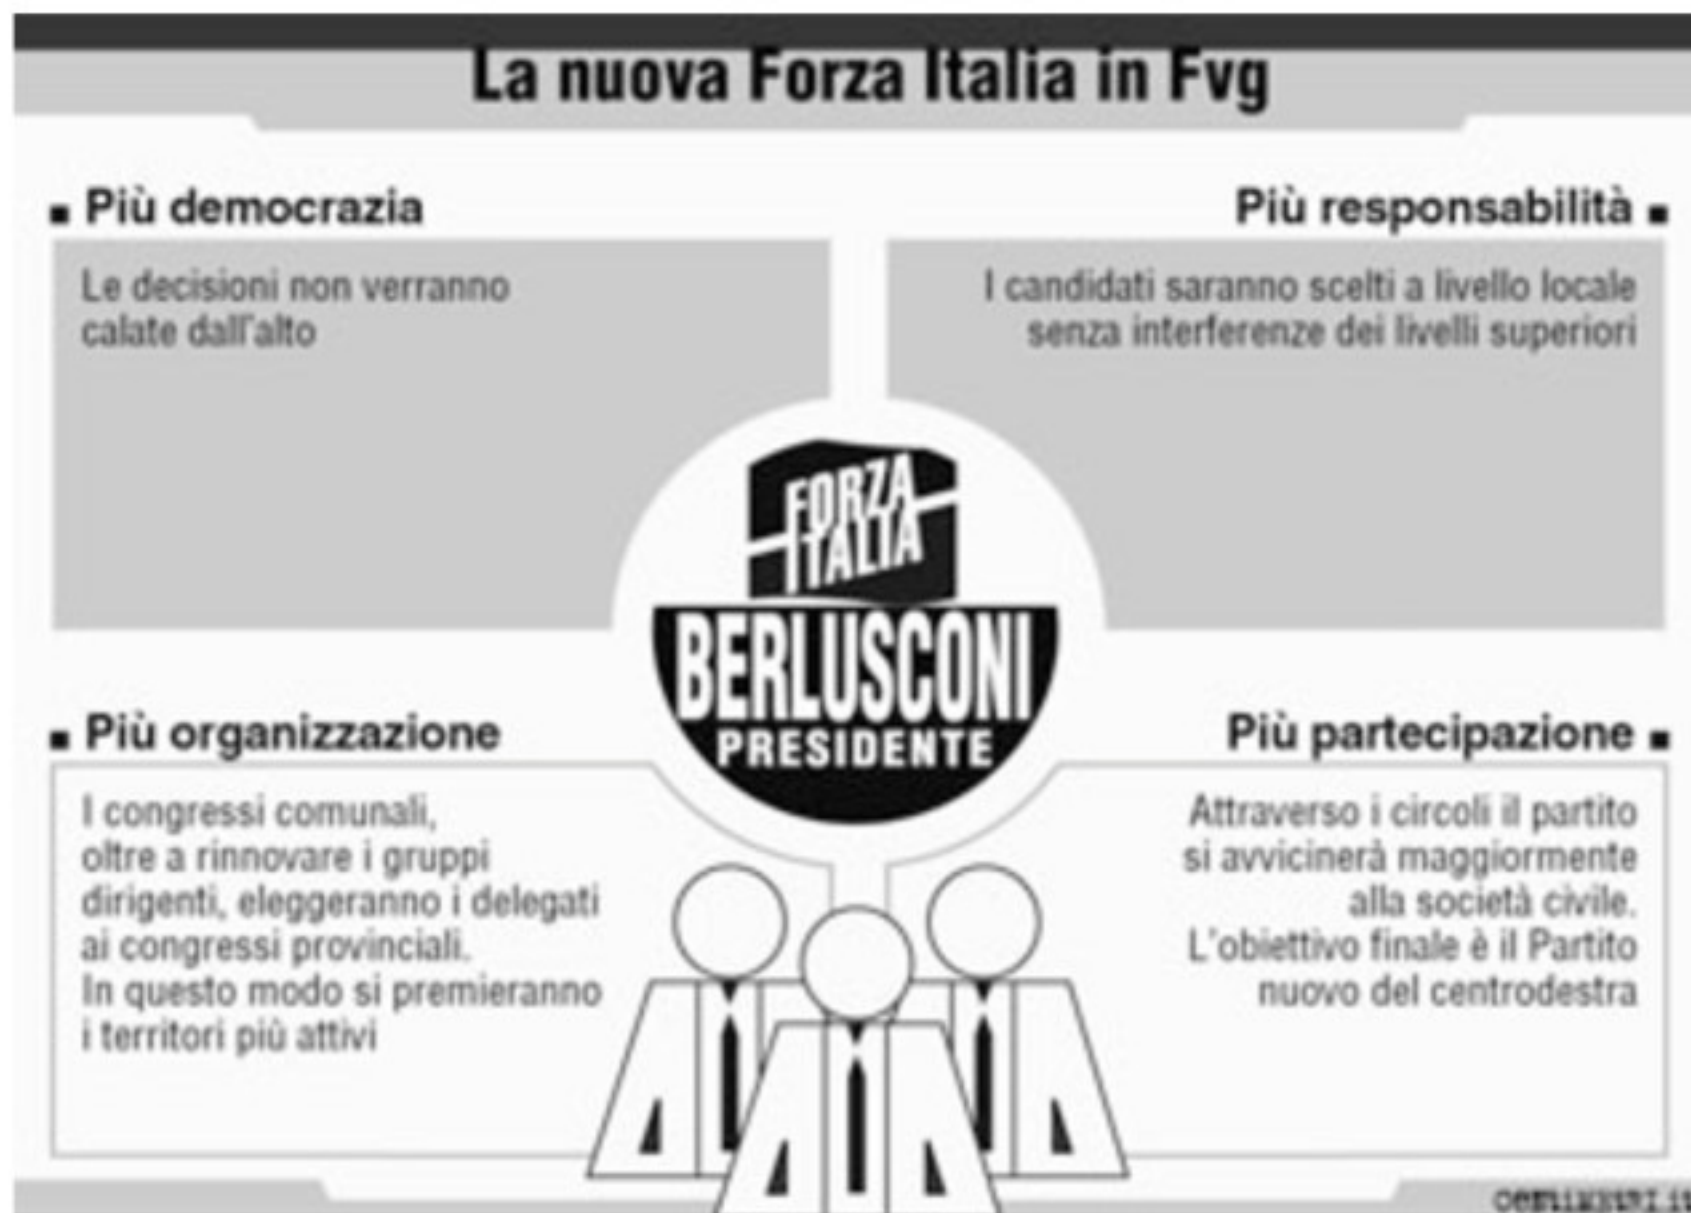 La nuova Forza Italia in Fvg
Più democrazia
Le decisioni non verranno
calate dall'alto
Più responsabilità
I candidati saranno scelti a livello locale
senza interferenze dei livelli superiori
FORZA
ITALIA
BERLUSCONI
PRESIDENTE
Più organizzazione
I congressi comunali,
oltre a rinnovare i gruppi
dirigenti, eleggeranno i delegati
ai congressi provinciali.
In questo modo si premieranno
i territori più attivi
Più partecipazione
Attraverso i circoli il partito
si avvicinerà maggiormente
alla società civile.
L'obiettivo finale è il Partito
nuovo del centrodestra